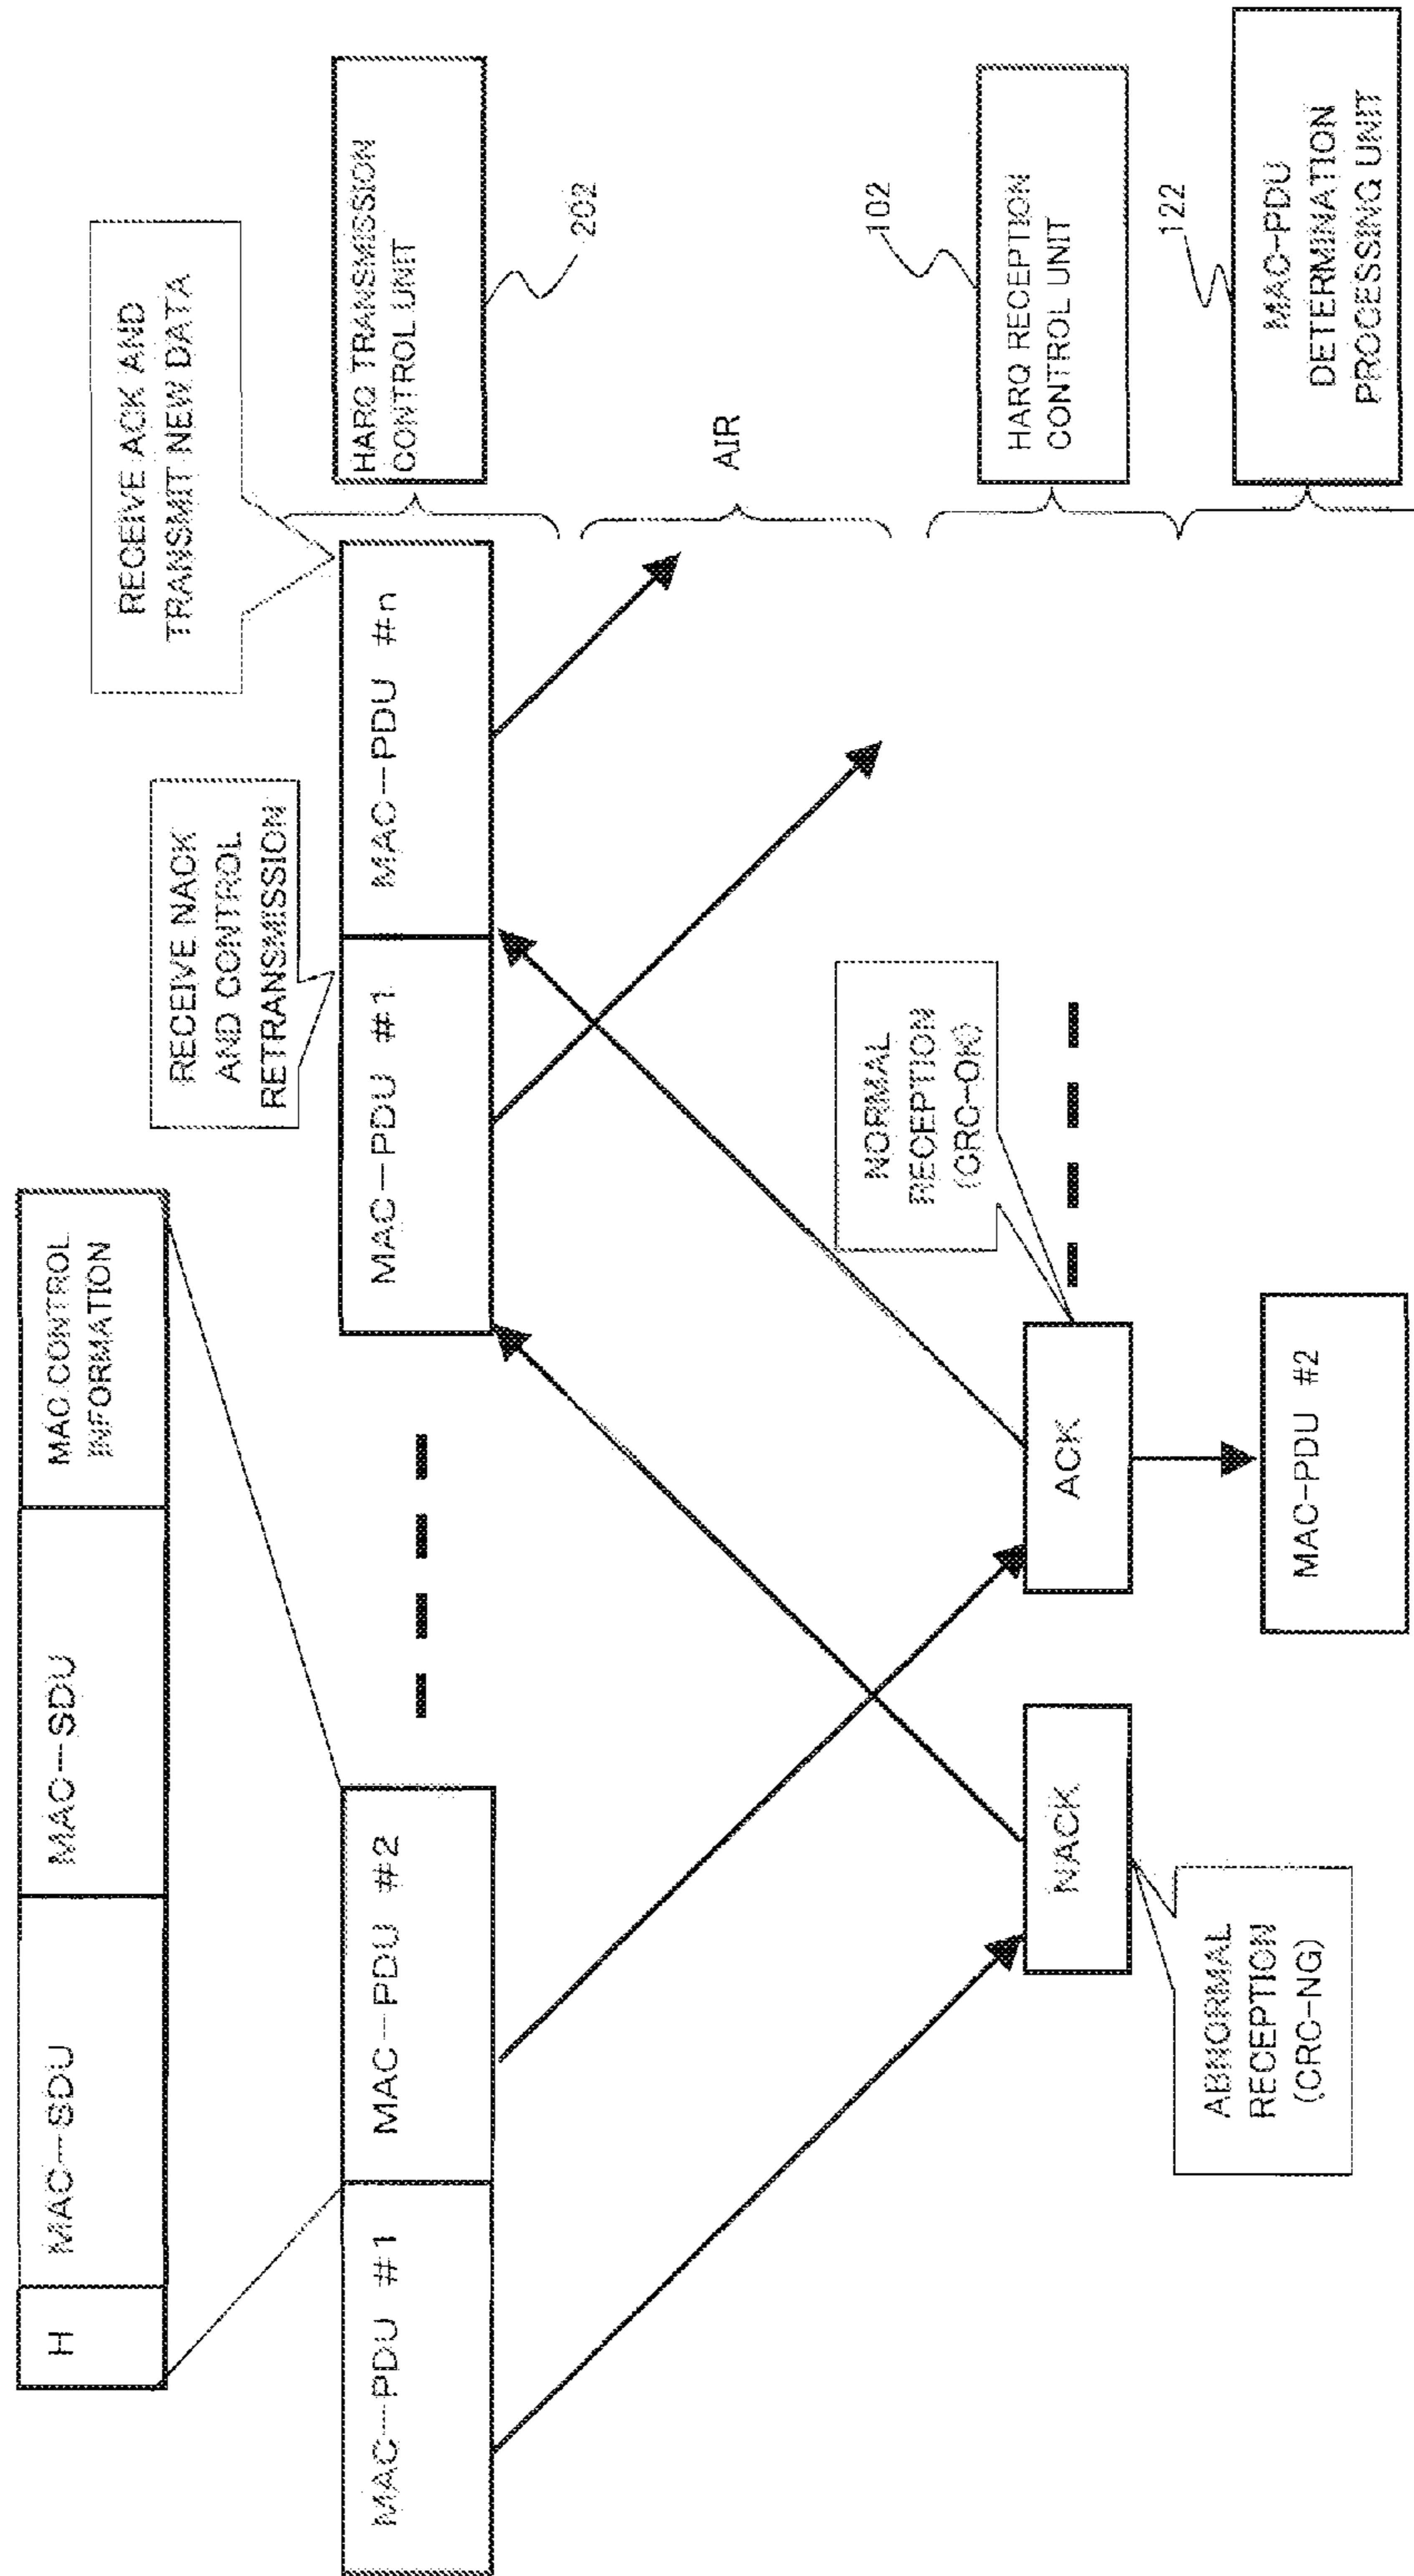 H
MAC-SDU
MAC-SDU
MAC CONTROL
INFORMATION
RECEIVE NACK
AND CONTROL
RETRANSMISSION
RECEIVE ACK AND
TRANSMIT NEW DATA
MAC-PDU #1
MAC-PDU #2
MAC-PDU #1
MAC-PDU #n
HARQ TRANSMISSION
CONTROL UNIT
202
AIR
NORMAL
RECEPTION
(CRC-OK)
102
NACK
ACK
HARQ RECEPTION
CONTROL UNIT
122
ABNORMAL
RECEPTION
(CRC-NG)
MAC-PDU #2
MAC-PDU
DETERMINATION
PROCESSING UNIT